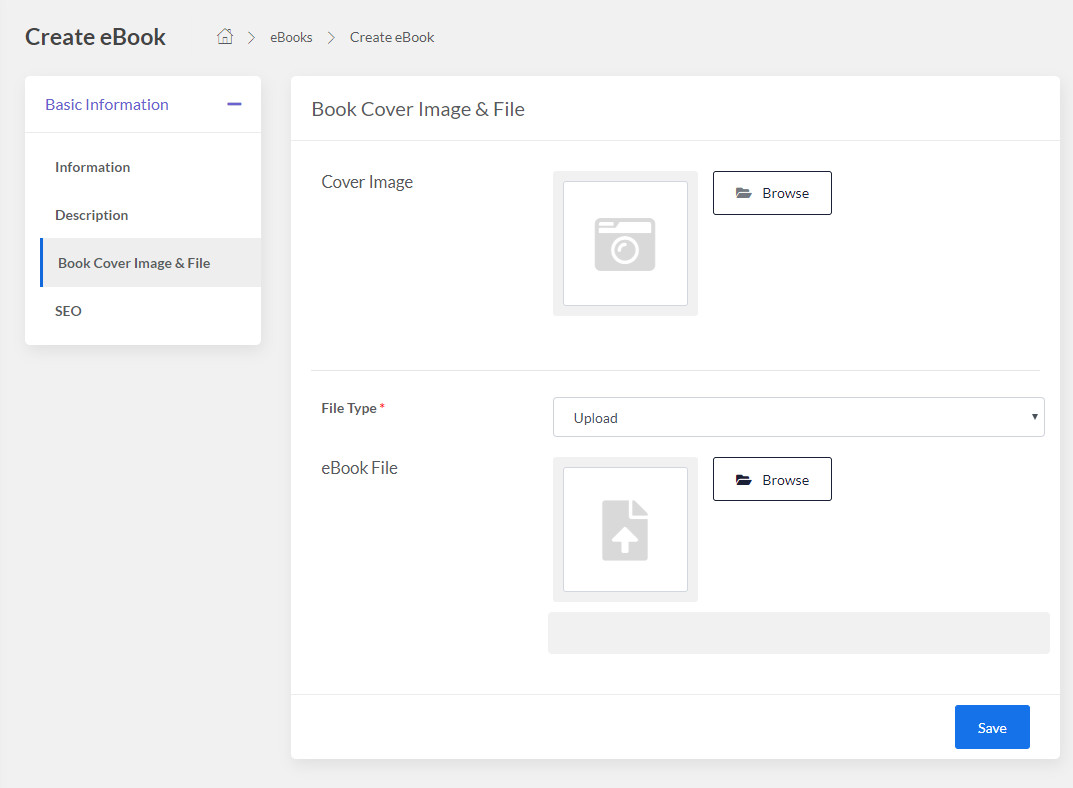 Create eBook
eBooks
Create eBook
Basic Information
Information
Description
Book Cover Image & File
SEO
Book Cover Image & File
Cover Image
Browse
File Type *
Upload
eBook File
Browse
Save